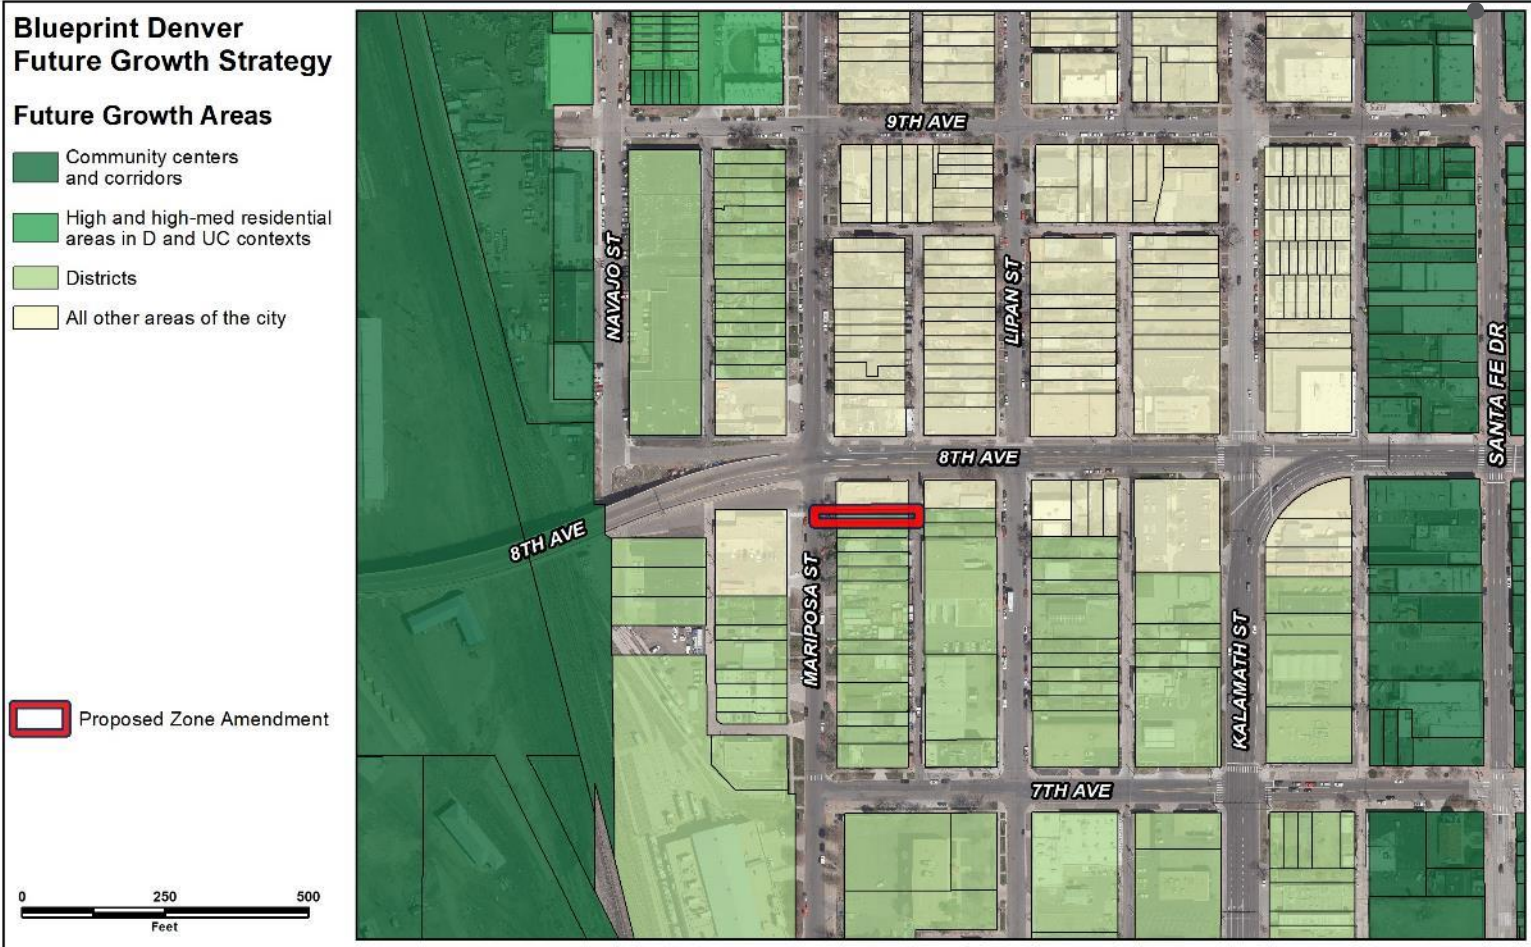 Blueprint Denver
Future Growth Strategy
Future Growth Areas
Community centers
and corridors
High and high-med residential
areas in D and UC contexts
Districts
All other areas of the city
Proposed Zone Amendment
0 250 500
Feet
9TH AVE
NAVAJO ST
LIPAN ST
SANTA FE DR
8TH AVE
8TH AVE
MARIPOSA ST
KALAMATH ST
7TH AVE